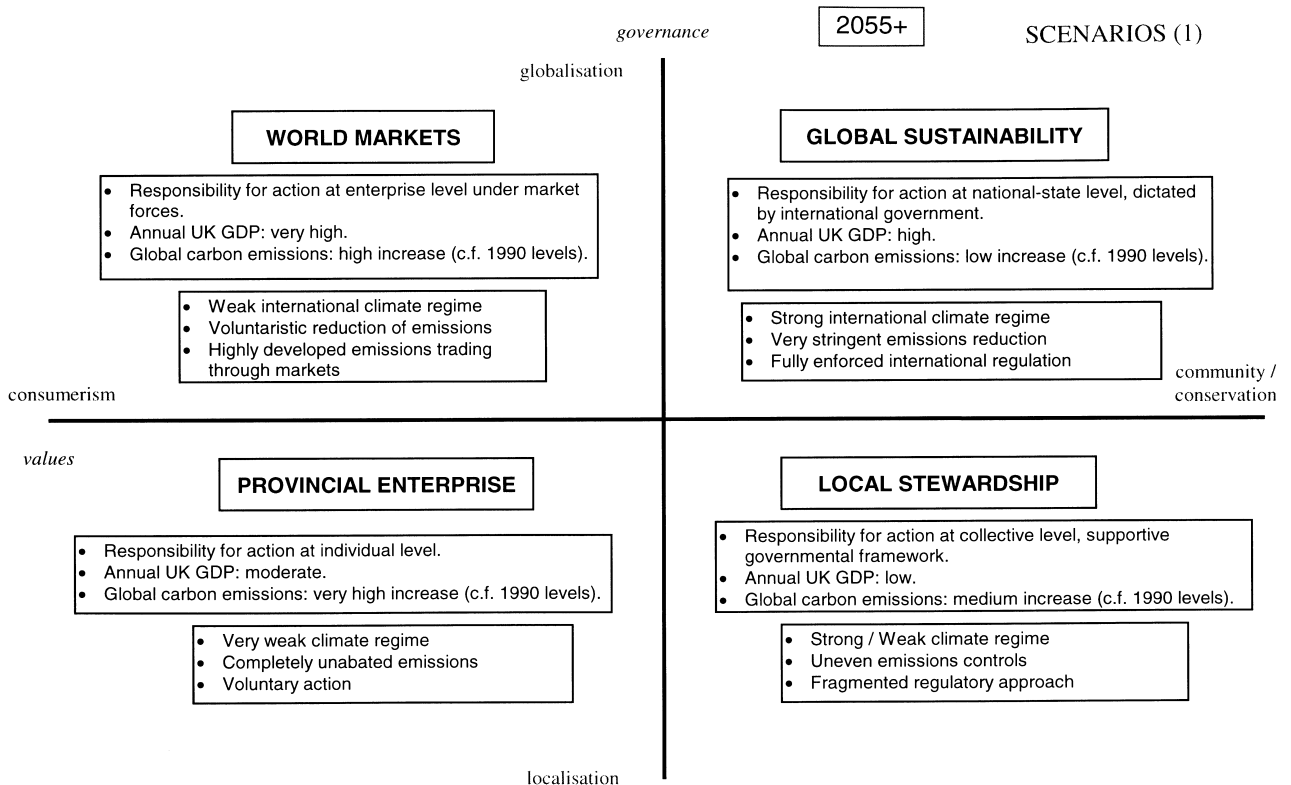 governance
2055+
SCENARIOS (1)
globalisation
WORLD MARKETS
• Responsibility for action at enterprise level under market
forces.
• Annual UK GDP: very high.
• Global carbon emissions: high increase (c.f. 1990 levels).
• Weak international climate regime
• Voluntaristic reduction of emissions
• Highly developed emissions trading
through markets
GLOBAL SUSTAINABILITY
• Responsibility for action at national-state level, dictated
by international government.
• Annual UK GDP: high.
• Global carbon emissions: low increase (c.f. 1990 levels).
• Strong international climate regime
• Very stringent emissions reduction
• Fully enforced international regulation
consumerism
community /
conservation
values
PROVINCIAL ENTERPRISE
• Responsibility for action at individual level.
• Annual UK GDP: moderate.
• Global carbon emissions: very high increase (c.f. 1990 levels).
• Very weak climate regime
• Completely unabated emissions
• Voluntary action
LOCAL STEWARDSHIP
• Responsibility for action at collective level, supportive
governmental framework.
• Annual UK GDP: low.
• Global carbon emissions: medium increase (c.f. 1990 levels).
• Strong / Weak climate regime
• Uneven emissions controls
• Fragmented regulatory approach
localisation